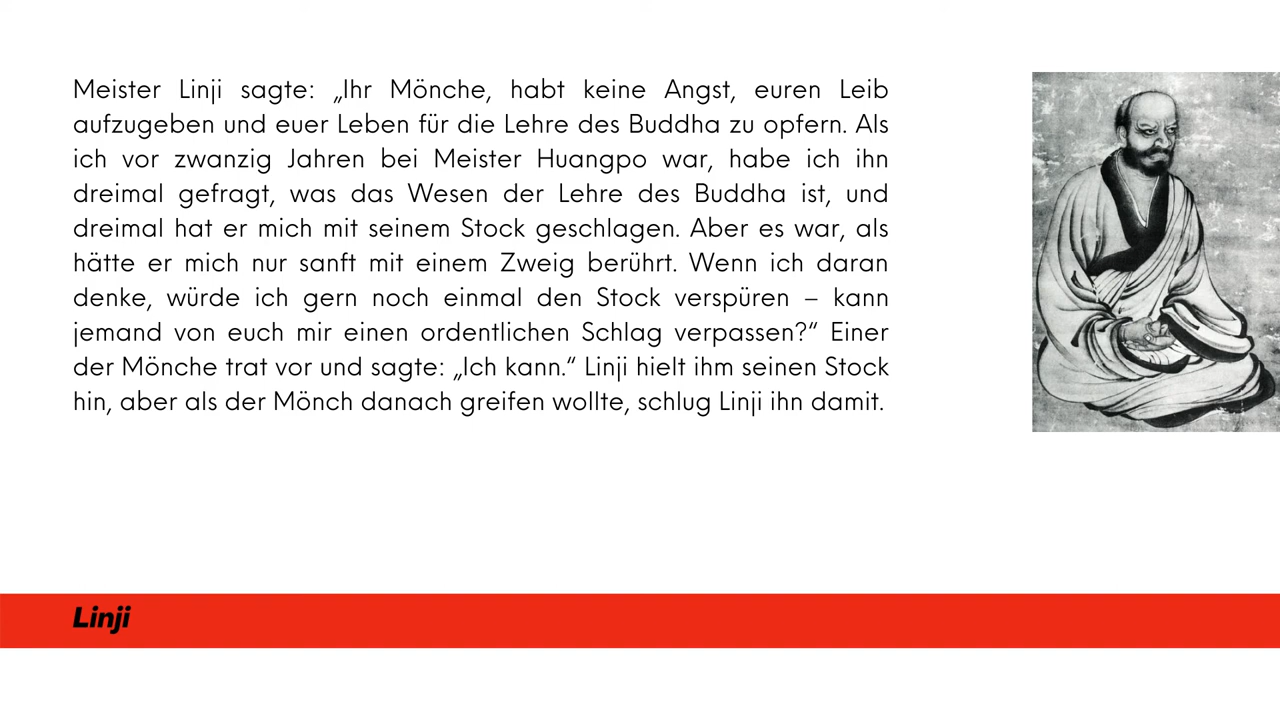 Meister Linji sagte: „Ihr Mönche, habt keine Angst, euren Leib
aufzugeben und euer Leben für die Lehre des Buddha zu opfern. Als
ich vor zwanzig Jahren bei Meister Huangpo war, habe ich ihn
dreimal gefragt, was das Wesen der Lehre des Buddha ist, und
dreimal hat er mich mit seinem Stock geschlagen. Aber es war, als
hätte er mich nur sanft mit einem Zweig berührt. Wenn ich daran
denke, würde ich gern noch einmal den Stock verspüren – kann
jemand von euch mir einen ordentlichen Schlag verpassen?“ Einer
der Mönche trat vor und sagte: „Ich kann.“ Linji hielt ihm seinen Stock
hin, aber als der Mönch danach greifen wollte, schlug Linji ihn damit.
Linji